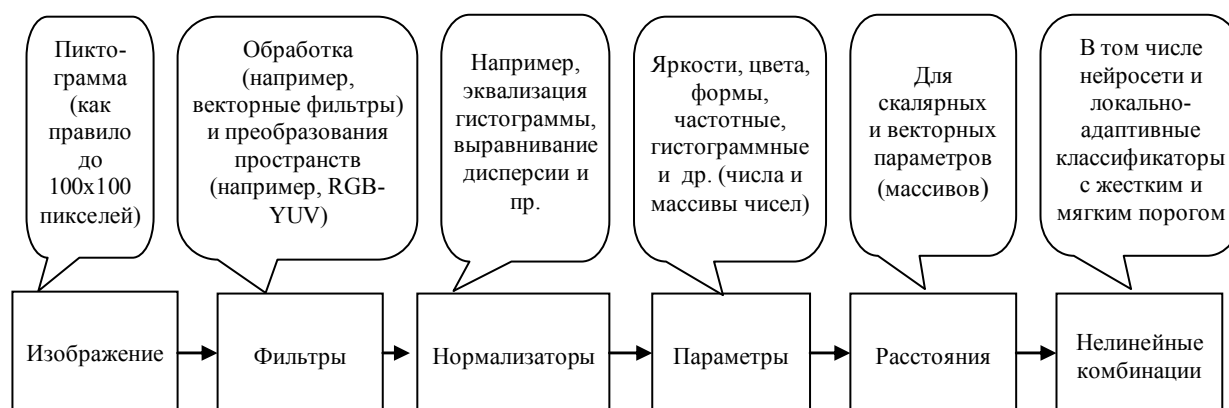 Пикто-
грамма
(как
правило
до
100x100
пикселей)
Обработка
(например,
векторные фильтры)
и преобразования
пространств
(например, RGB-
YUV)
Например,
эквализация
гистограммы,
выравнивание
дисперсии и
пр.
Яркости, цвета,
формы,
частотные,
гистограммные
и др. (числа и
массивы чисел)
Для
скалярных
и векторных
параметров
(массивов)
В том числе
нейросети и
локально-
адаптивные
классификаторы
с жестким и
мягким порогом
Изображение
Фильтры
Нормализаторы
Параметры
Расстояния
Нелинейные
комбинации